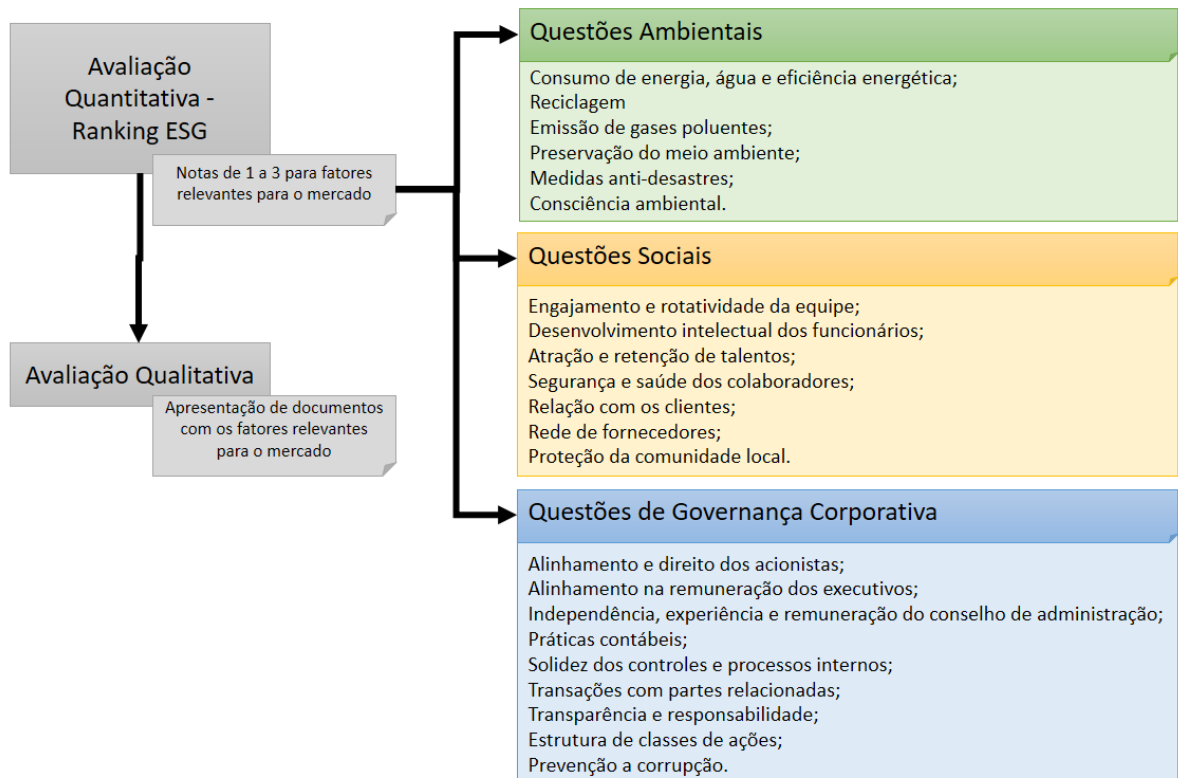 Avaliação
Quantitativa -
Ranking ESG
Notas de 1 a 3 para fatores
relevantes para o mercado
Avaliação Qualitativa
Apresentação de documentos
com os fatores relevantes
para o mercado
Questões Ambientais
Consumo de energia, água e eficiência energética;
Reciclagem
Emissão de gases poluentes;
Preservação do meio ambiente;
Medidas anti-desastres;
Consciência ambiental.
Questões Sociais
Engajamento e rotatividade da equipe;
Desenvolvimento intelectual dos funcionários;
Atração e retenção de talentos;
Segurança e saúde dos colaboradores;
Relação com os clientes;
Rede de fornecedores;
Proteção da comunidade local.
Questões de Governança Corporativa
Alinhamento e direito dos acionistas;
Alinhamento na remuneração dos executivos;
Independência, experiência e remuneração do conselho de administração;
Práticas contábeis;
Solidez dos controles e processos internos;
Transações com partes relacionadas;
Transparência e responsabilidade;
Estrutura de classes de ações;
Prevenção a corrupção.